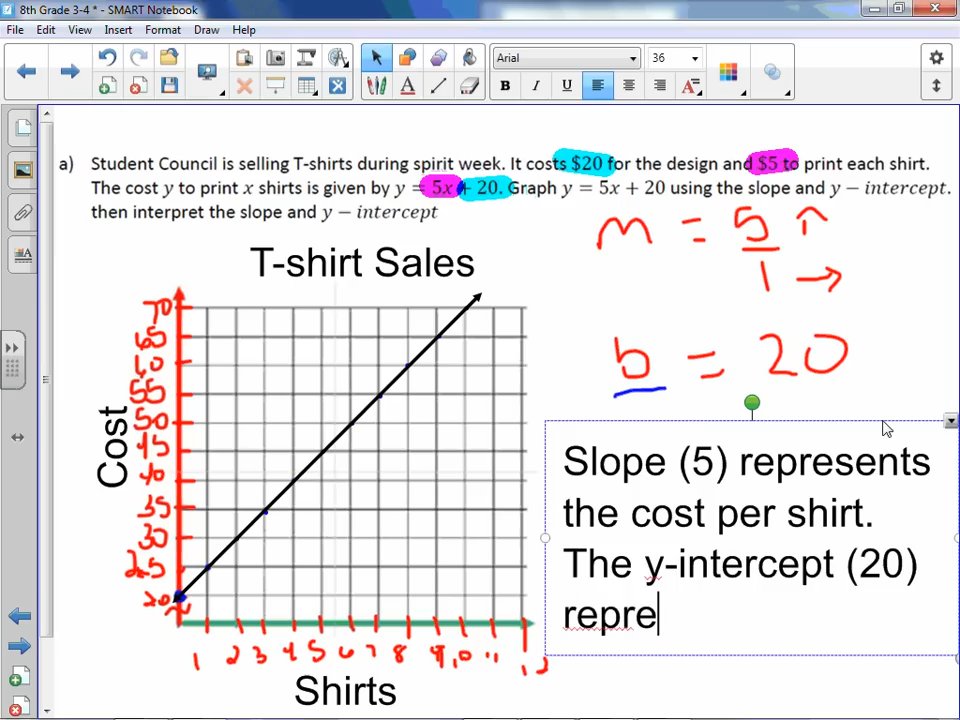 8th Grade 3-4 * - SMART Notebook
File Edit View Insert Format Draw Help
Arial 36
B I U
a) Student Council is selling T-shirts during spirit week. It costs $20 for the design and $5 to print each shirt.
The cost y to print x shirts is given by y = 5x + 20. Graph y = 5x + 20 using the slope and y − intercept.
then interpret the slope and y − intercept
m = 5 ↑
1 →
T-shirt Sales
b = 20
70
65
60
55
50
45
40
35
30
25
20
Cost
1 2 3 4 5 6 7 8 9 10 11 12
Shirts
Slope (5) represents
the cost per shirt.
The y-intercept (20)
repre